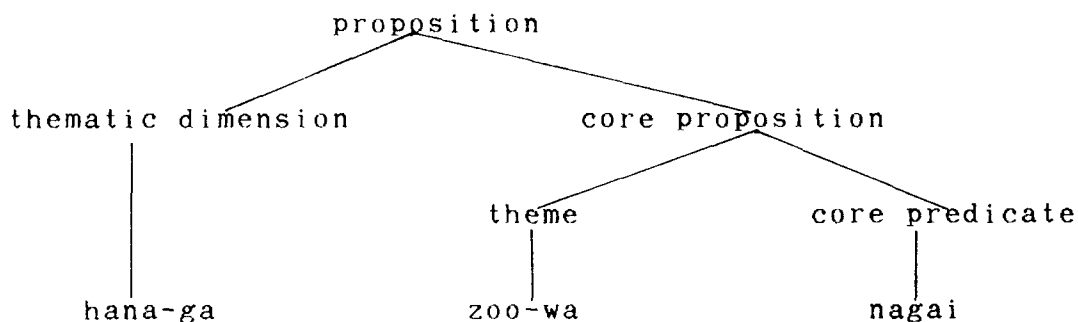 proposition
thematic dimension core proposition
theme core predicate
hana-ga zoo-wa nagai